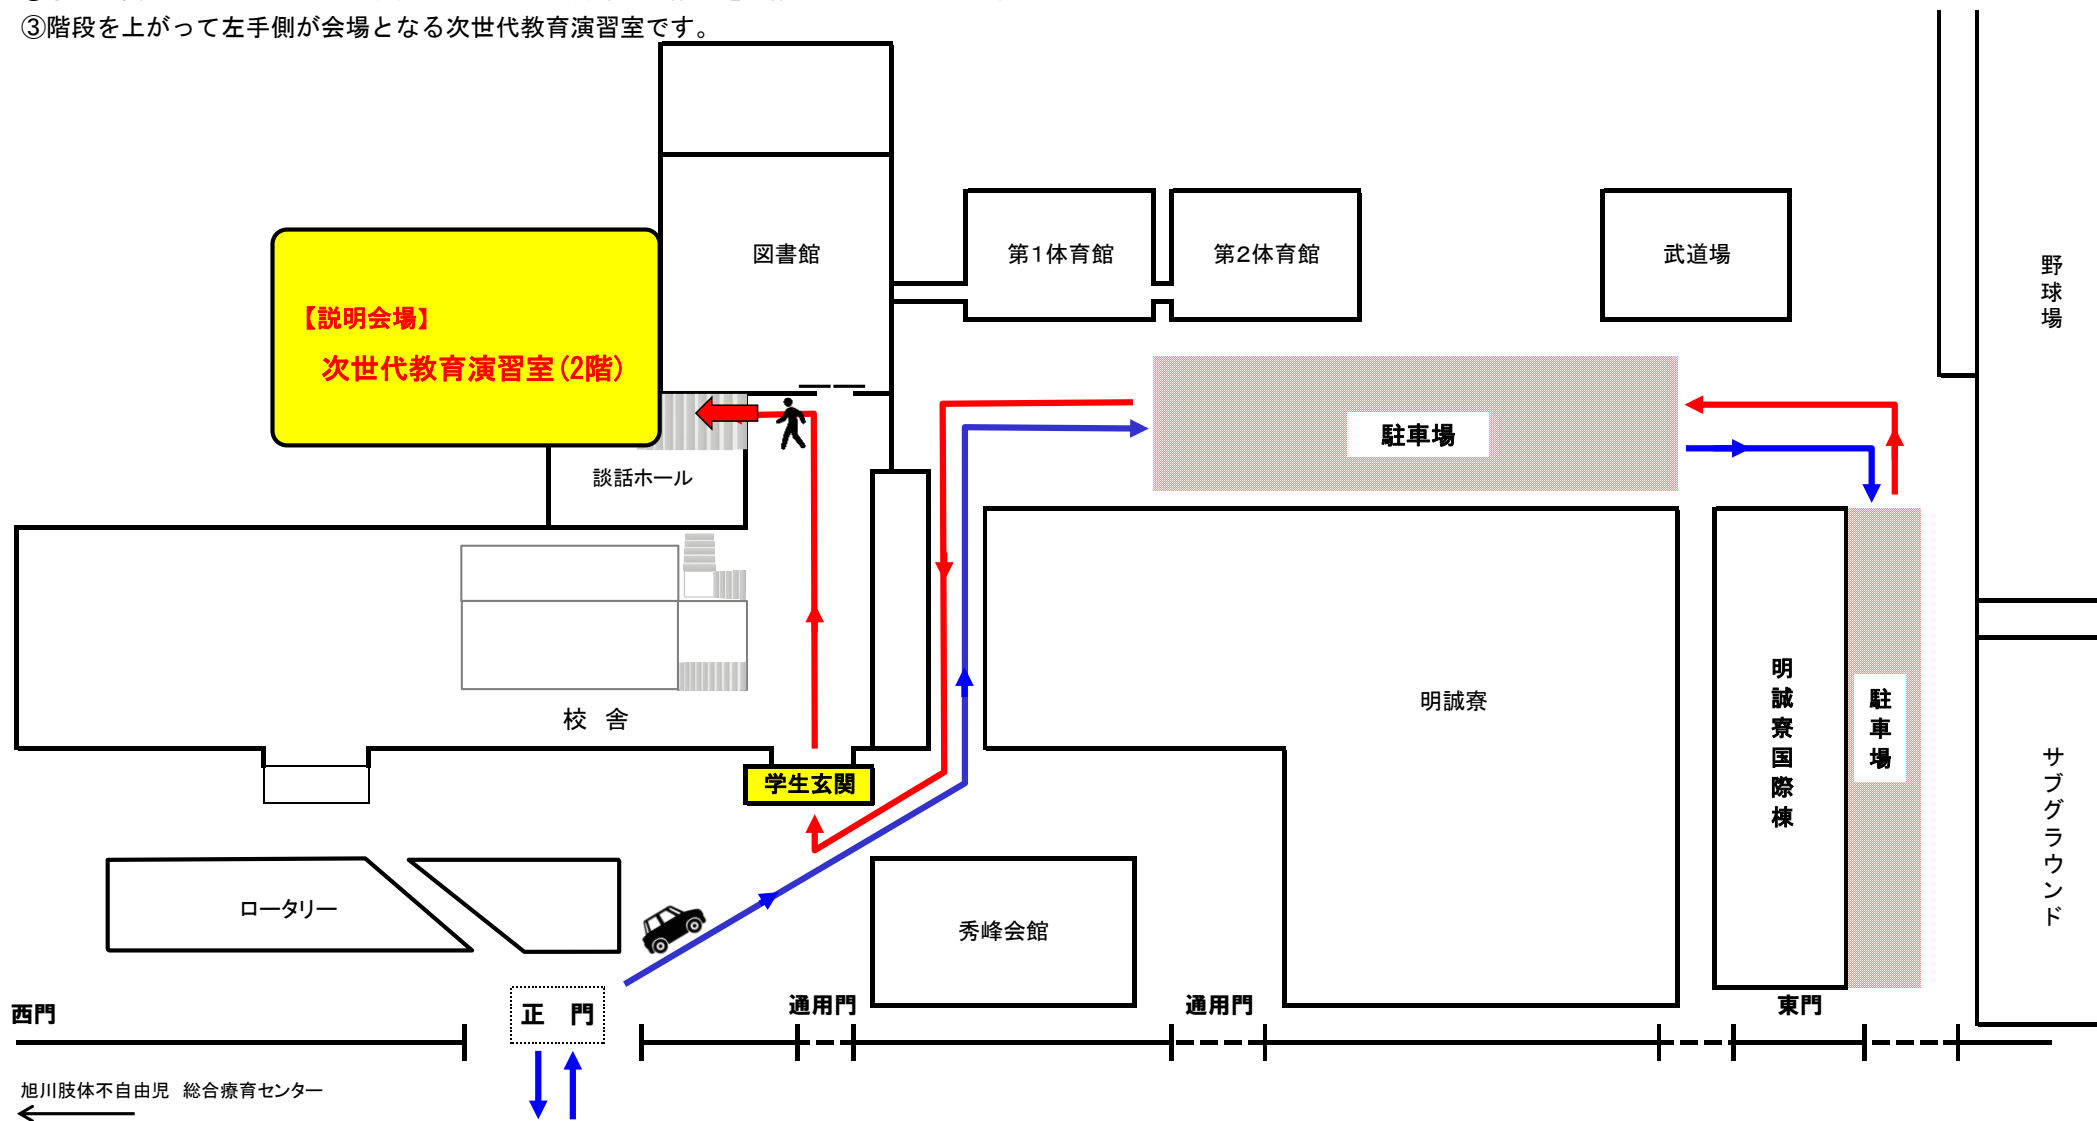 ③階段を上がって左手側が会場となる次世代教育演習室です。
図書館
第1体育館
第2体育館
武道場
野球場
【説明会場】
次世代教育演習室(2階)
駐車場
談話ホール
校 舎
明誠寮
明誠寮国際棟
駐車場
学生玄関
サブグラウンド
ロータリー
秀峰会館
西門
正 門
通用門
通用門
東門
旭川肢体不自由児 総合療育センター